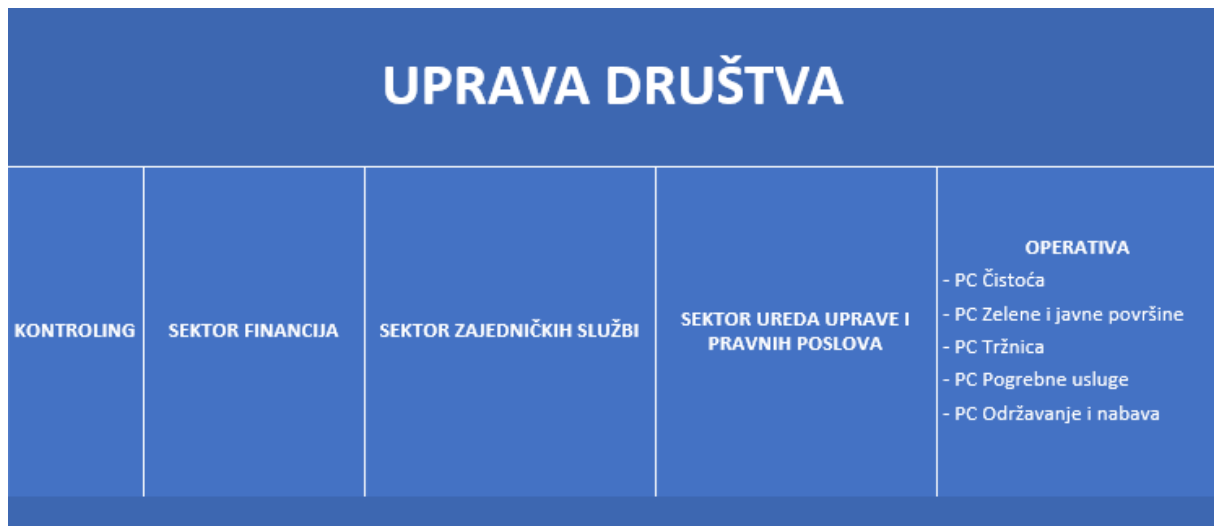 UPRAVA DRUŠTVA
KONTROLING
SEKTOR FINANCIJA
SEKTOR ZAJEDNIČKIH SLUŽBI
SEKTOR UREDA UPRAVE I
PRAVNIH POSLOVA
OPERATIVA
- PC Čistoća
- PC Zelene i javne površine
- PC Tržnica
- PC Pogrebne usluge
- PC Održavanje i nabava